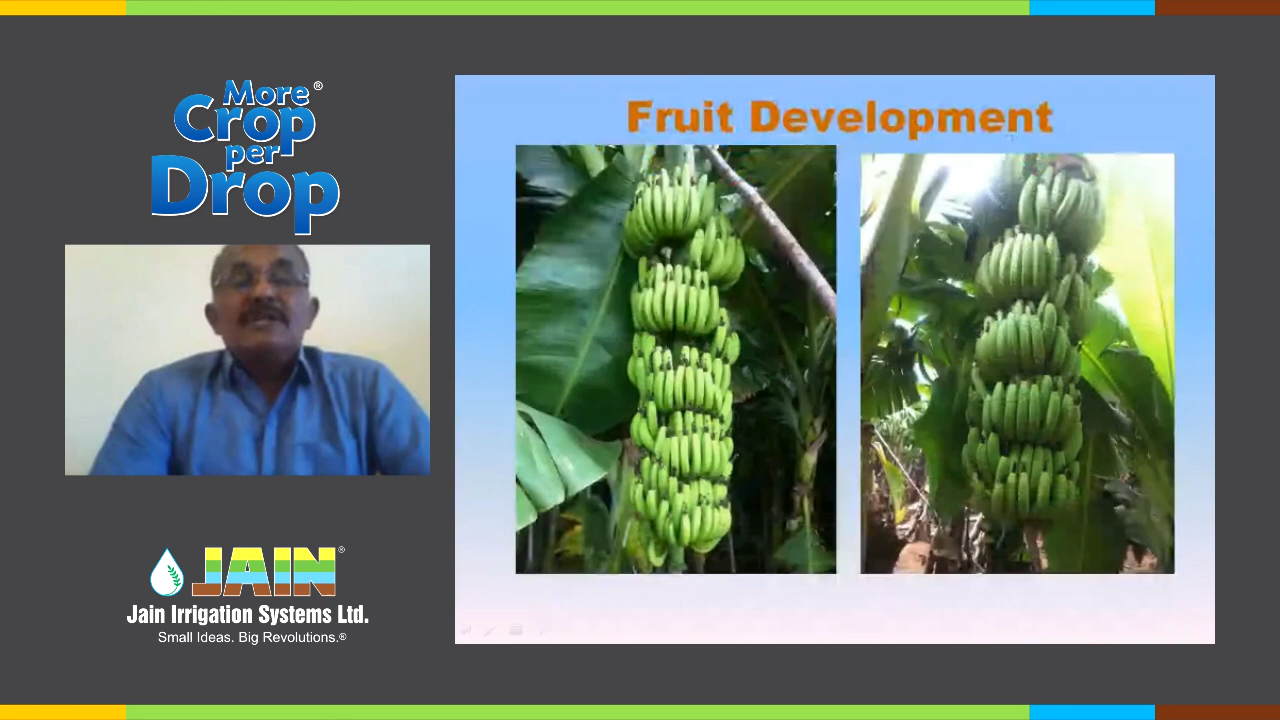 More®
Crop
per
Drop
Fruit Development
JAIN®
Jain Irrigation Systems Ltd.
Small Ideas. Big Revolutions.®